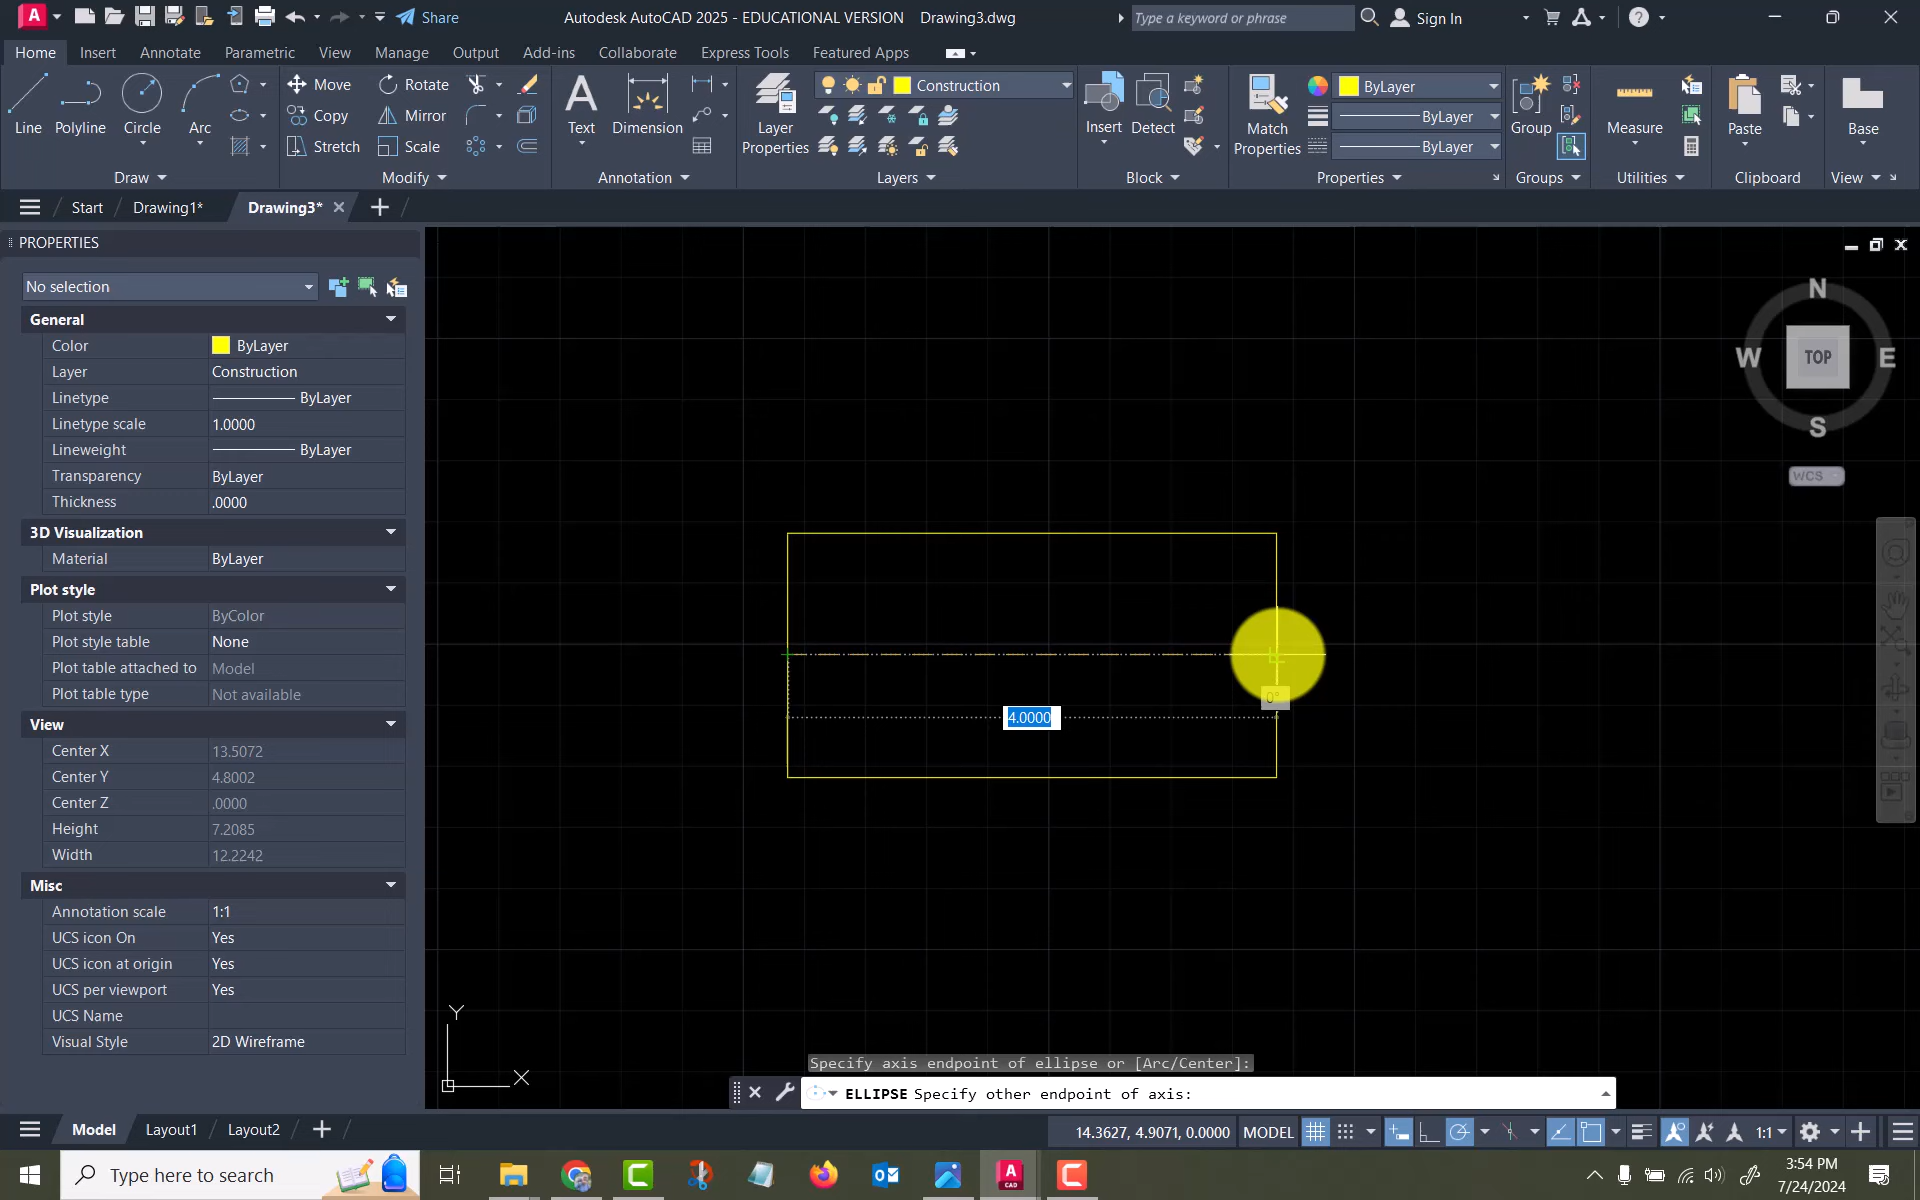 Share
Autodesk AutoCAD 2025 - EDUCATIONAL VERSION Drawing3.dwg
Type a keyword or phrase
Sign In
Home Insert Annotate Parametric View Manage Output Add-ins Collaborate Express Tools Featured Apps
Line Polyline Circle Arc
Move Rotate
Copy Mirror
Stretch Scale
Text Dimension
Layer Properties
Construction
Insert Detect
Match Properties
ByLayer
ByLayer
ByLayer
Group Measure Paste Base
Draw Modify Annotation Layers Block Properties Groups Utilities Clipboard View
Start Drawing1* Drawing3*
PROPERTIES
No selection
General
Color ByLayer
Layer Construction
Linetype ByLayer
Linetype scale 1.0000
Lineweight ByLayer
Transparency ByLayer
Thickness .0000
3D Visualization
Material ByLayer
Plot style
Plot style ByColor
Plot style table None
Plot table attached to Model
Plot table type Not available
View
Center X 13.5072
Center Y 4.8002
Center Z .0000
Height 7.2085
Width 12.2242
Misc
Annotation scale 1:1
UCS icon On Yes
UCS icon at origin Yes
UCS per viewport Yes
UCS Name
Visual Style 2D Wireframe
N
W TOP E
S
WCS
0°
4.0000
Y
X
Specify axis endpoint of ellipse or [Arc/Center]:
ELLIPSE Specify other endpoint of axis:
Model Layout1 Layout2
14.3627, 4.9071, 0.0000 MODEL 1:1
Type here to search
3:54 PM
7/24/2024